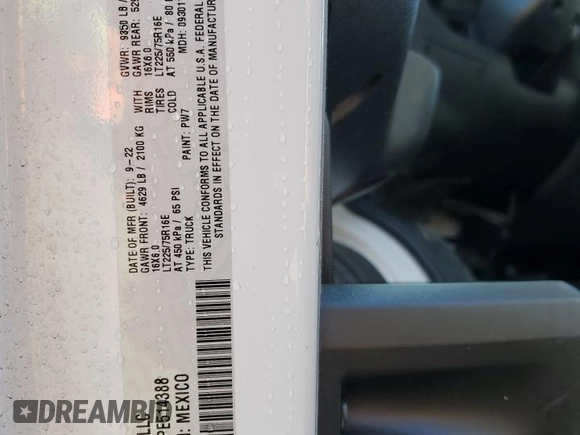 GVWR: 9350 LB /
DATE OF MFR (BUILT): 9-22
GAWR FRONT: 4629 LB / 2100 KG WITH GAWR REAR:
16X6.0 RIMS 16X6.0
LT225/75R16E TIRES LT225/75R16E
AT 450 kPa / 65 PSI COLD AT 550 kPa / 80
TYPE: TRUCK PAINT: PW7 MDH:
THIS VEHICLE CONFORMS TO ALL APPLICABLE U.S.A. FEDERAL
STANDARDS IN EFFECT ON THE DATE OF MANUFACTURE
MEXICO
DIRECT CARBUYING